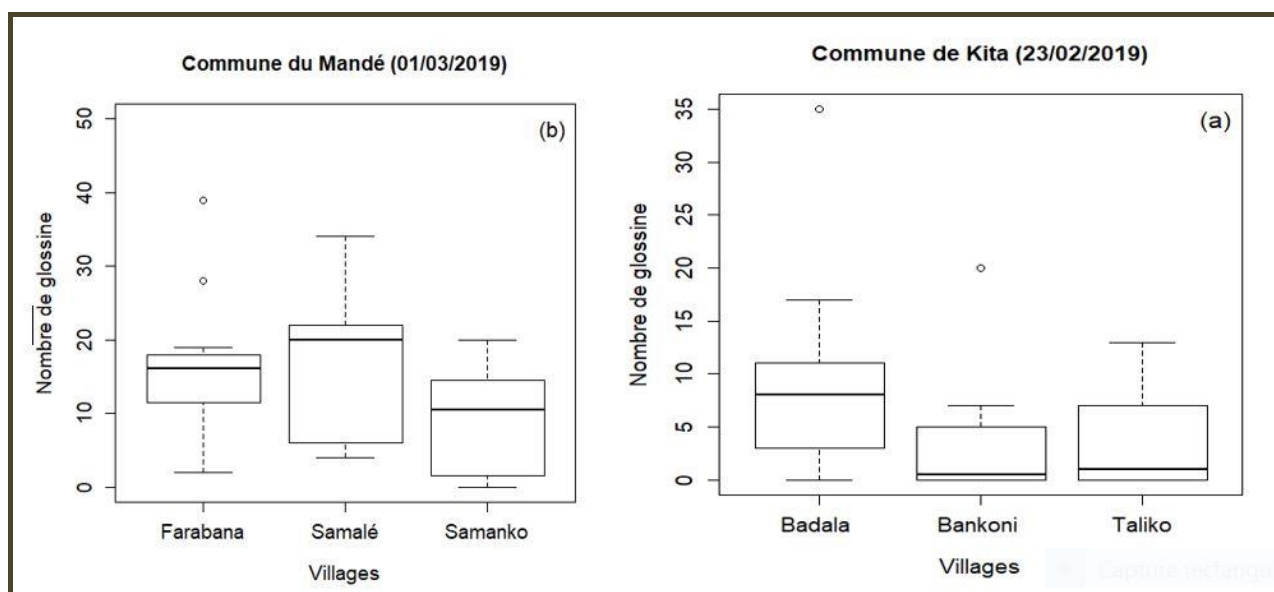 Commune du Mandé (01/03/2019)
(b)
Nombre de glossine
50
40
30
20
10
0
Farabana Samalé Samanko
Villages
Commune de Kita (23/02/2019)
(a)
Nombre de glossine
35
30
25
20
15
10
5
0
Badala Bankoni Taliko
Villages
Capture rectangu